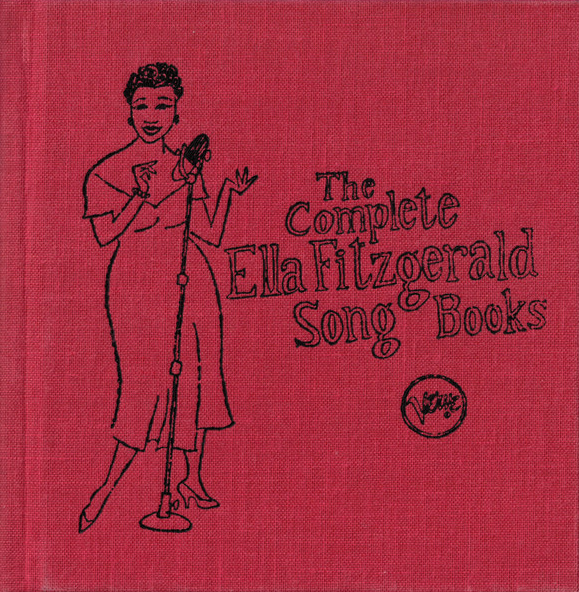 The
Complete
Ella Fitzgerald
Song Books
Verve